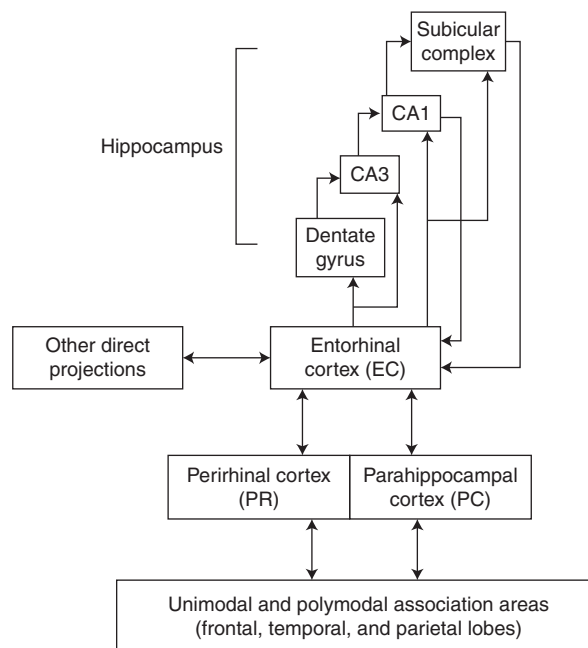 Subicular
complex
CA1
Hippocampus
CA3
Dentate
gyrus
Other direct
projections
Entorhinal
cortex (EC)
Perirhinal cortex
(PR)
Parahippocampal
cortex (PC)
Unimodal and polymodal association areas
(frontal, temporal, and parietal lobes)